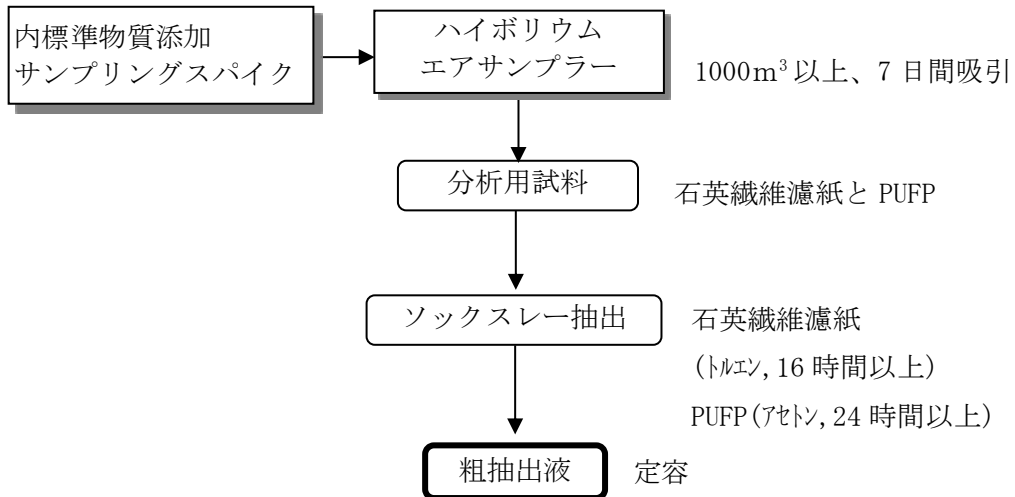 内標準物質添加
サンプリングスパイク
ハイボリウム
エアサンプラー
1000m³以上、7日間吸引
分析用試料
石英繊維濾紙と PUFP
ソックスレー抽出
石英繊維濾紙
(ﾄﾙエン, 16 時間以上)
PUFP(ｱｾﾄﾝ, 24 時間以上)
粗抽出液
定容